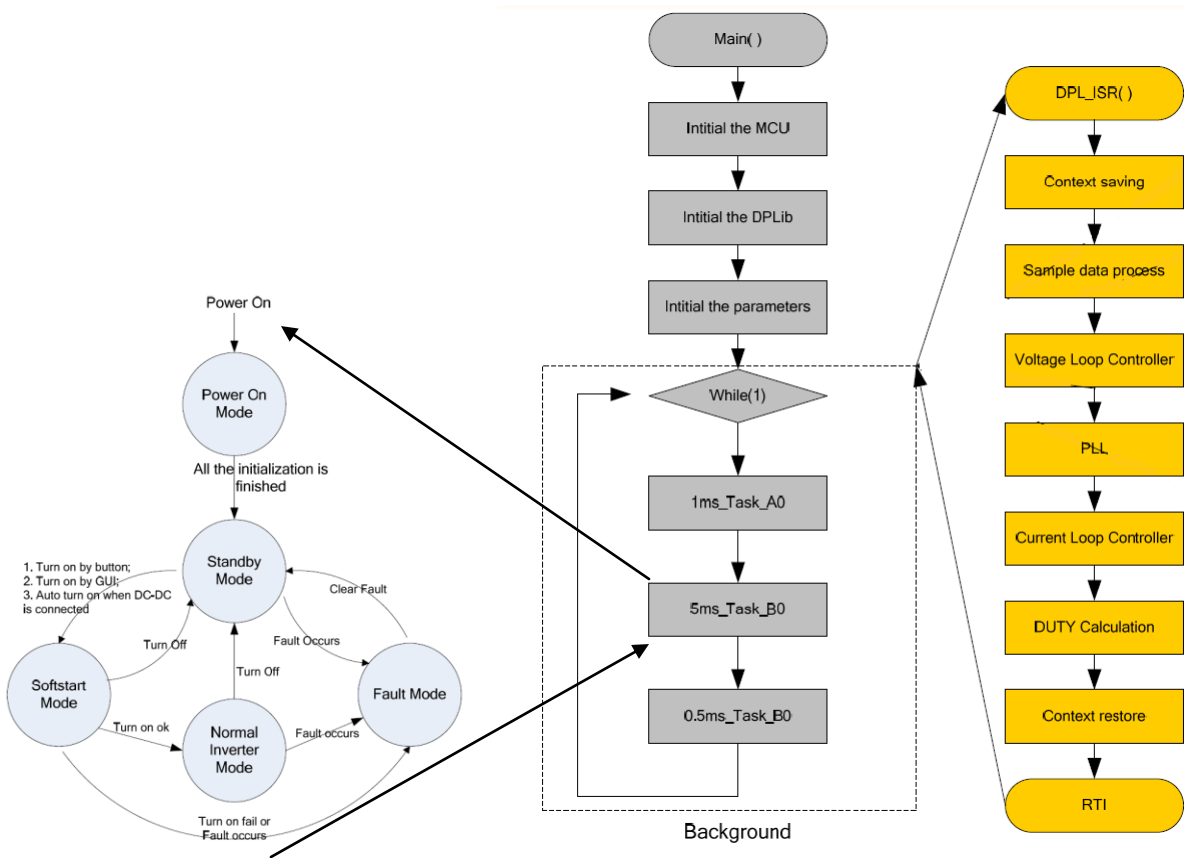 Power On
Power On
Mode
All the initialization is
finished
Standby
Mode
1. Turn on by button;
2. Turn on by GUI;
3. Auto turn on when DC-DC
is connected
Clear Fault
Turn Off
Fault Occurs
Turn Off
Softstart
Mode
Fault Mode
Turn on ok
Normal
Inverter
Mode
Fault occurs
Turn on fail or
Fault occurs
Main( )
Intitial the MCU
Intitial the DPLib
Intitial the parameters
While(1)
1ms_Task_A0
5ms_Task_B0
0.5ms_Task_B0
Background
DPL_ISR( )
Context saving
Sample data process
Voltage Loop Controller
PLL
Current Loop Controller
DUTY Calculation
Context restore
RTI